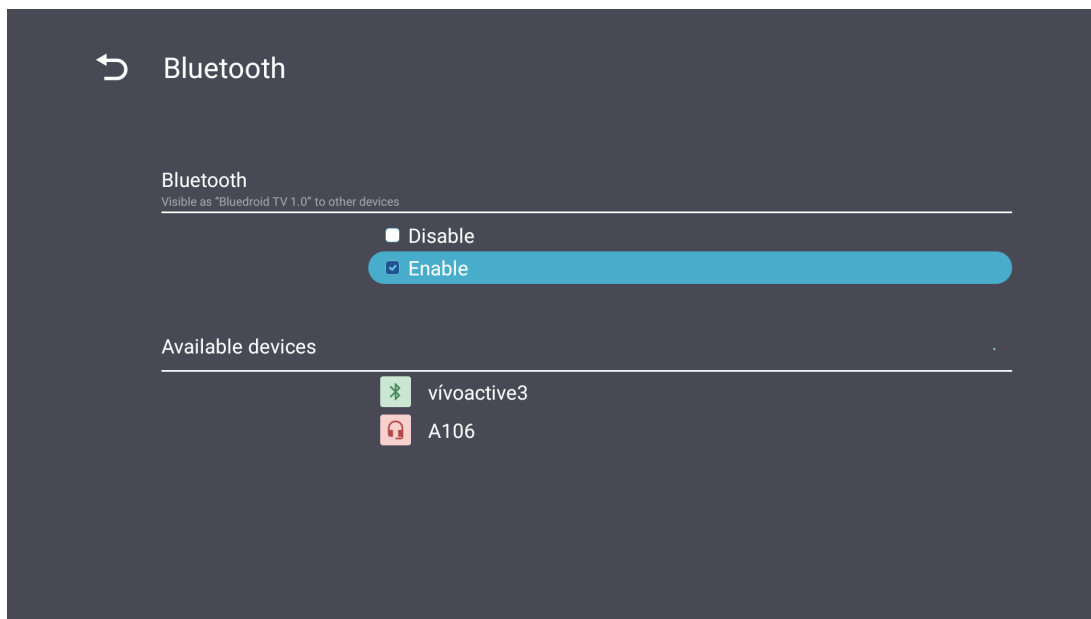 Bluetooth
Bluetooth
Visible as "Bluedroid TV 1.0" to other devices
Disable
Enable
Available devices
vívoactive3
A106